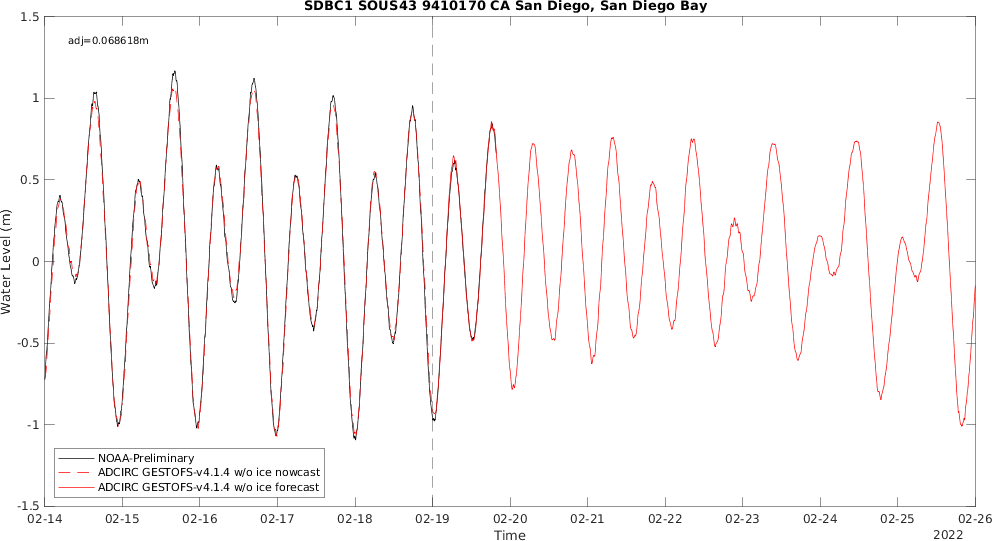 SDBC1 SOUS43 9410170 CA San Diego, San Diego Bay
adj=0.068618m
1.5
1
0.5
0
-0.5
-1
-1.5
Water Level (m)
NOAA-Preliminary
ADCIRC GESTOFS-v4.1.4 w/o ice nowcast
ADCIRC GESTOFS-v4.1.4 w/o ice forecast
02-14 02-15 02-16 02-17 02-18 02-19 02-20 02-21 02-22 02-23 02-24 02-25 02-26
Time
2022